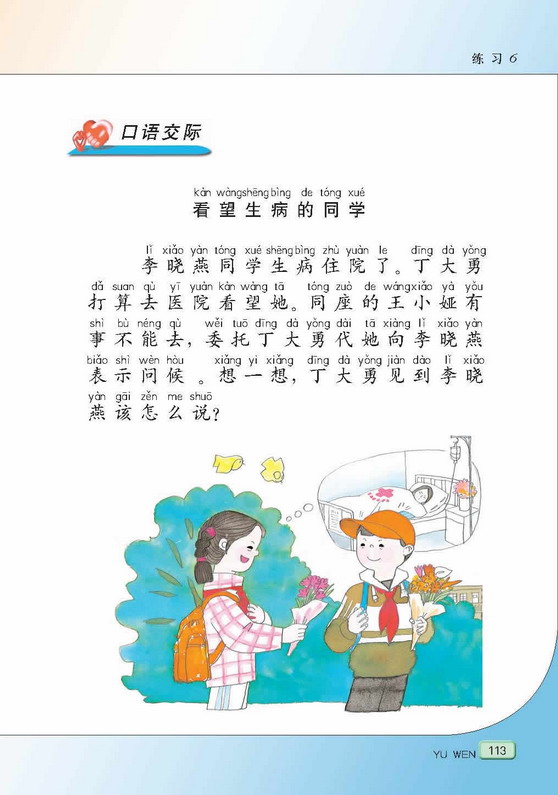 练习6
口语交际
kàn wàngshēngbìng de tóng xué
看望生病的同学
lǐ xiǎo yàn tóng xué shēngbìng zhù yuàn le dīng dà yǒng
李晓燕同学生病住院了。丁大勇
dǎ suan qù yī yuàn kàn wàng tā tóng zuò de wángxiǎo yà yǒu
打算去医院看望她。同座的王小娅有
shì bù néng qù wěi tuō dīng dà yǒng dài tā xiàng lǐ xiǎo yàn
事不能去，委托丁大勇代她向李晓燕
biǎo shì wèn hòu xiǎng yi xiǎng dīng dà yǒng jiàn dào lǐ xiǎo
表示问候。想一想，丁大勇见到李晓
yàn gāi zěn me shuō
燕该怎么说？
YU WEN 113